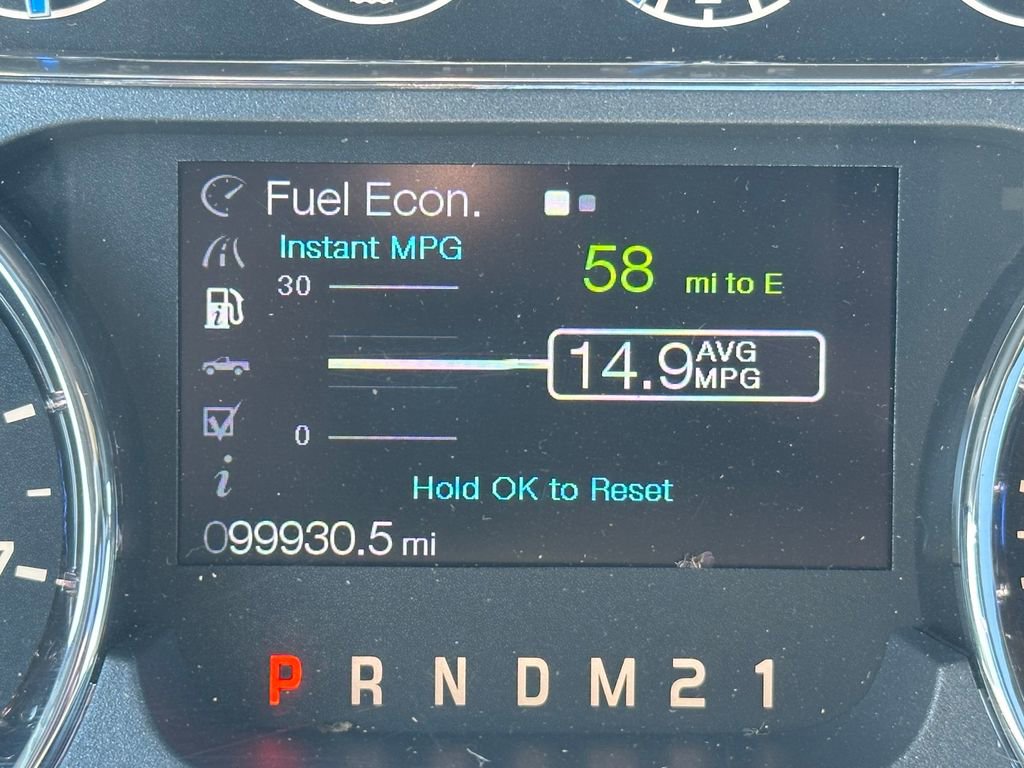 Fuel Econ.
Instant MPG
58 mi to E
30
14.9 AVG MPG
0
Hold OK to Reset
099930.5 mi
P R N D M 2 1